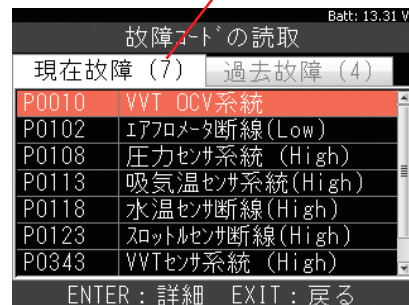 Batt: 13.31 V
故障ｺｰﾄﾞの読取
現在故障 (7) 過去故障 (4)
P0010 VVT OCV系統
P0102 ｴｱﾌﾛﾒｰﾀ断線(Low)
P0108 圧力ｾﾝｻ系統 (High)
P0113 吸気温ｾﾝｻ系統(High)
P0118 水温ｾﾝｻ断線(High)
P0123 ｽﾛｯﾄﾙｾﾝｻ断線(High)
P0343 VVTｾﾝｻ系統 (High)
ENTER：詳細 EXIT：戻る